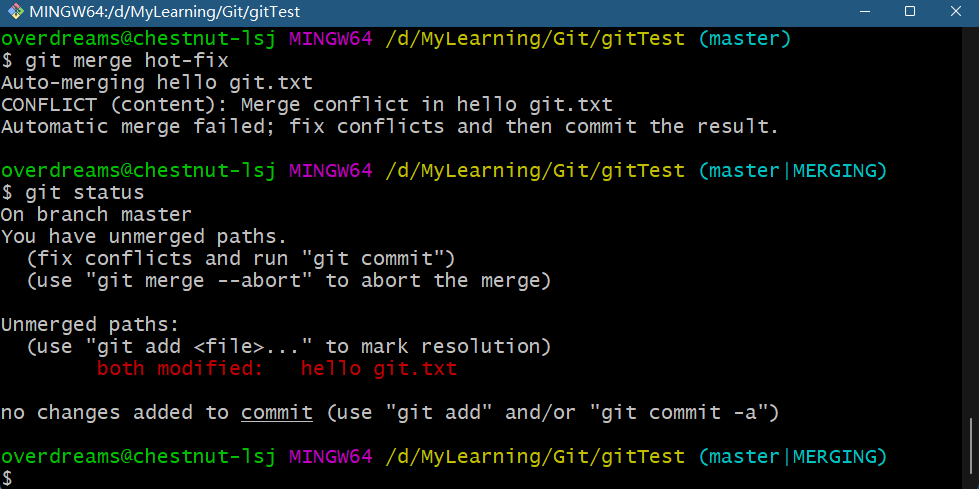 MINGW64:/d/MyLearning/Git/gitTest
overdreams@chestnut-lsj MINGW64 /d/MyLearning/Git/gitTest (master)
$ git merge hot-fix
Auto-merging hello git.txt
CONFLICT (content): Merge conflict in hello git.txt
Automatic merge failed; fix conflicts and then commit the result.
overdreams@chestnut-lsj MINGW64 /d/MyLearning/Git/gitTest (master|MERGING)
$ git status
On branch master
You have unmerged paths.
  (fix conflicts and run "git commit")
  (use "git merge --abort" to abort the merge)
Unmerged paths:
  (use "git add <file>..." to mark resolution)
        both modified:   hello git.txt
no changes added to commit (use "git add" and/or "git commit -a")
overdreams@chestnut-lsj MINGW64 /d/MyLearning/Git/gitTest (master|MERGING)
$